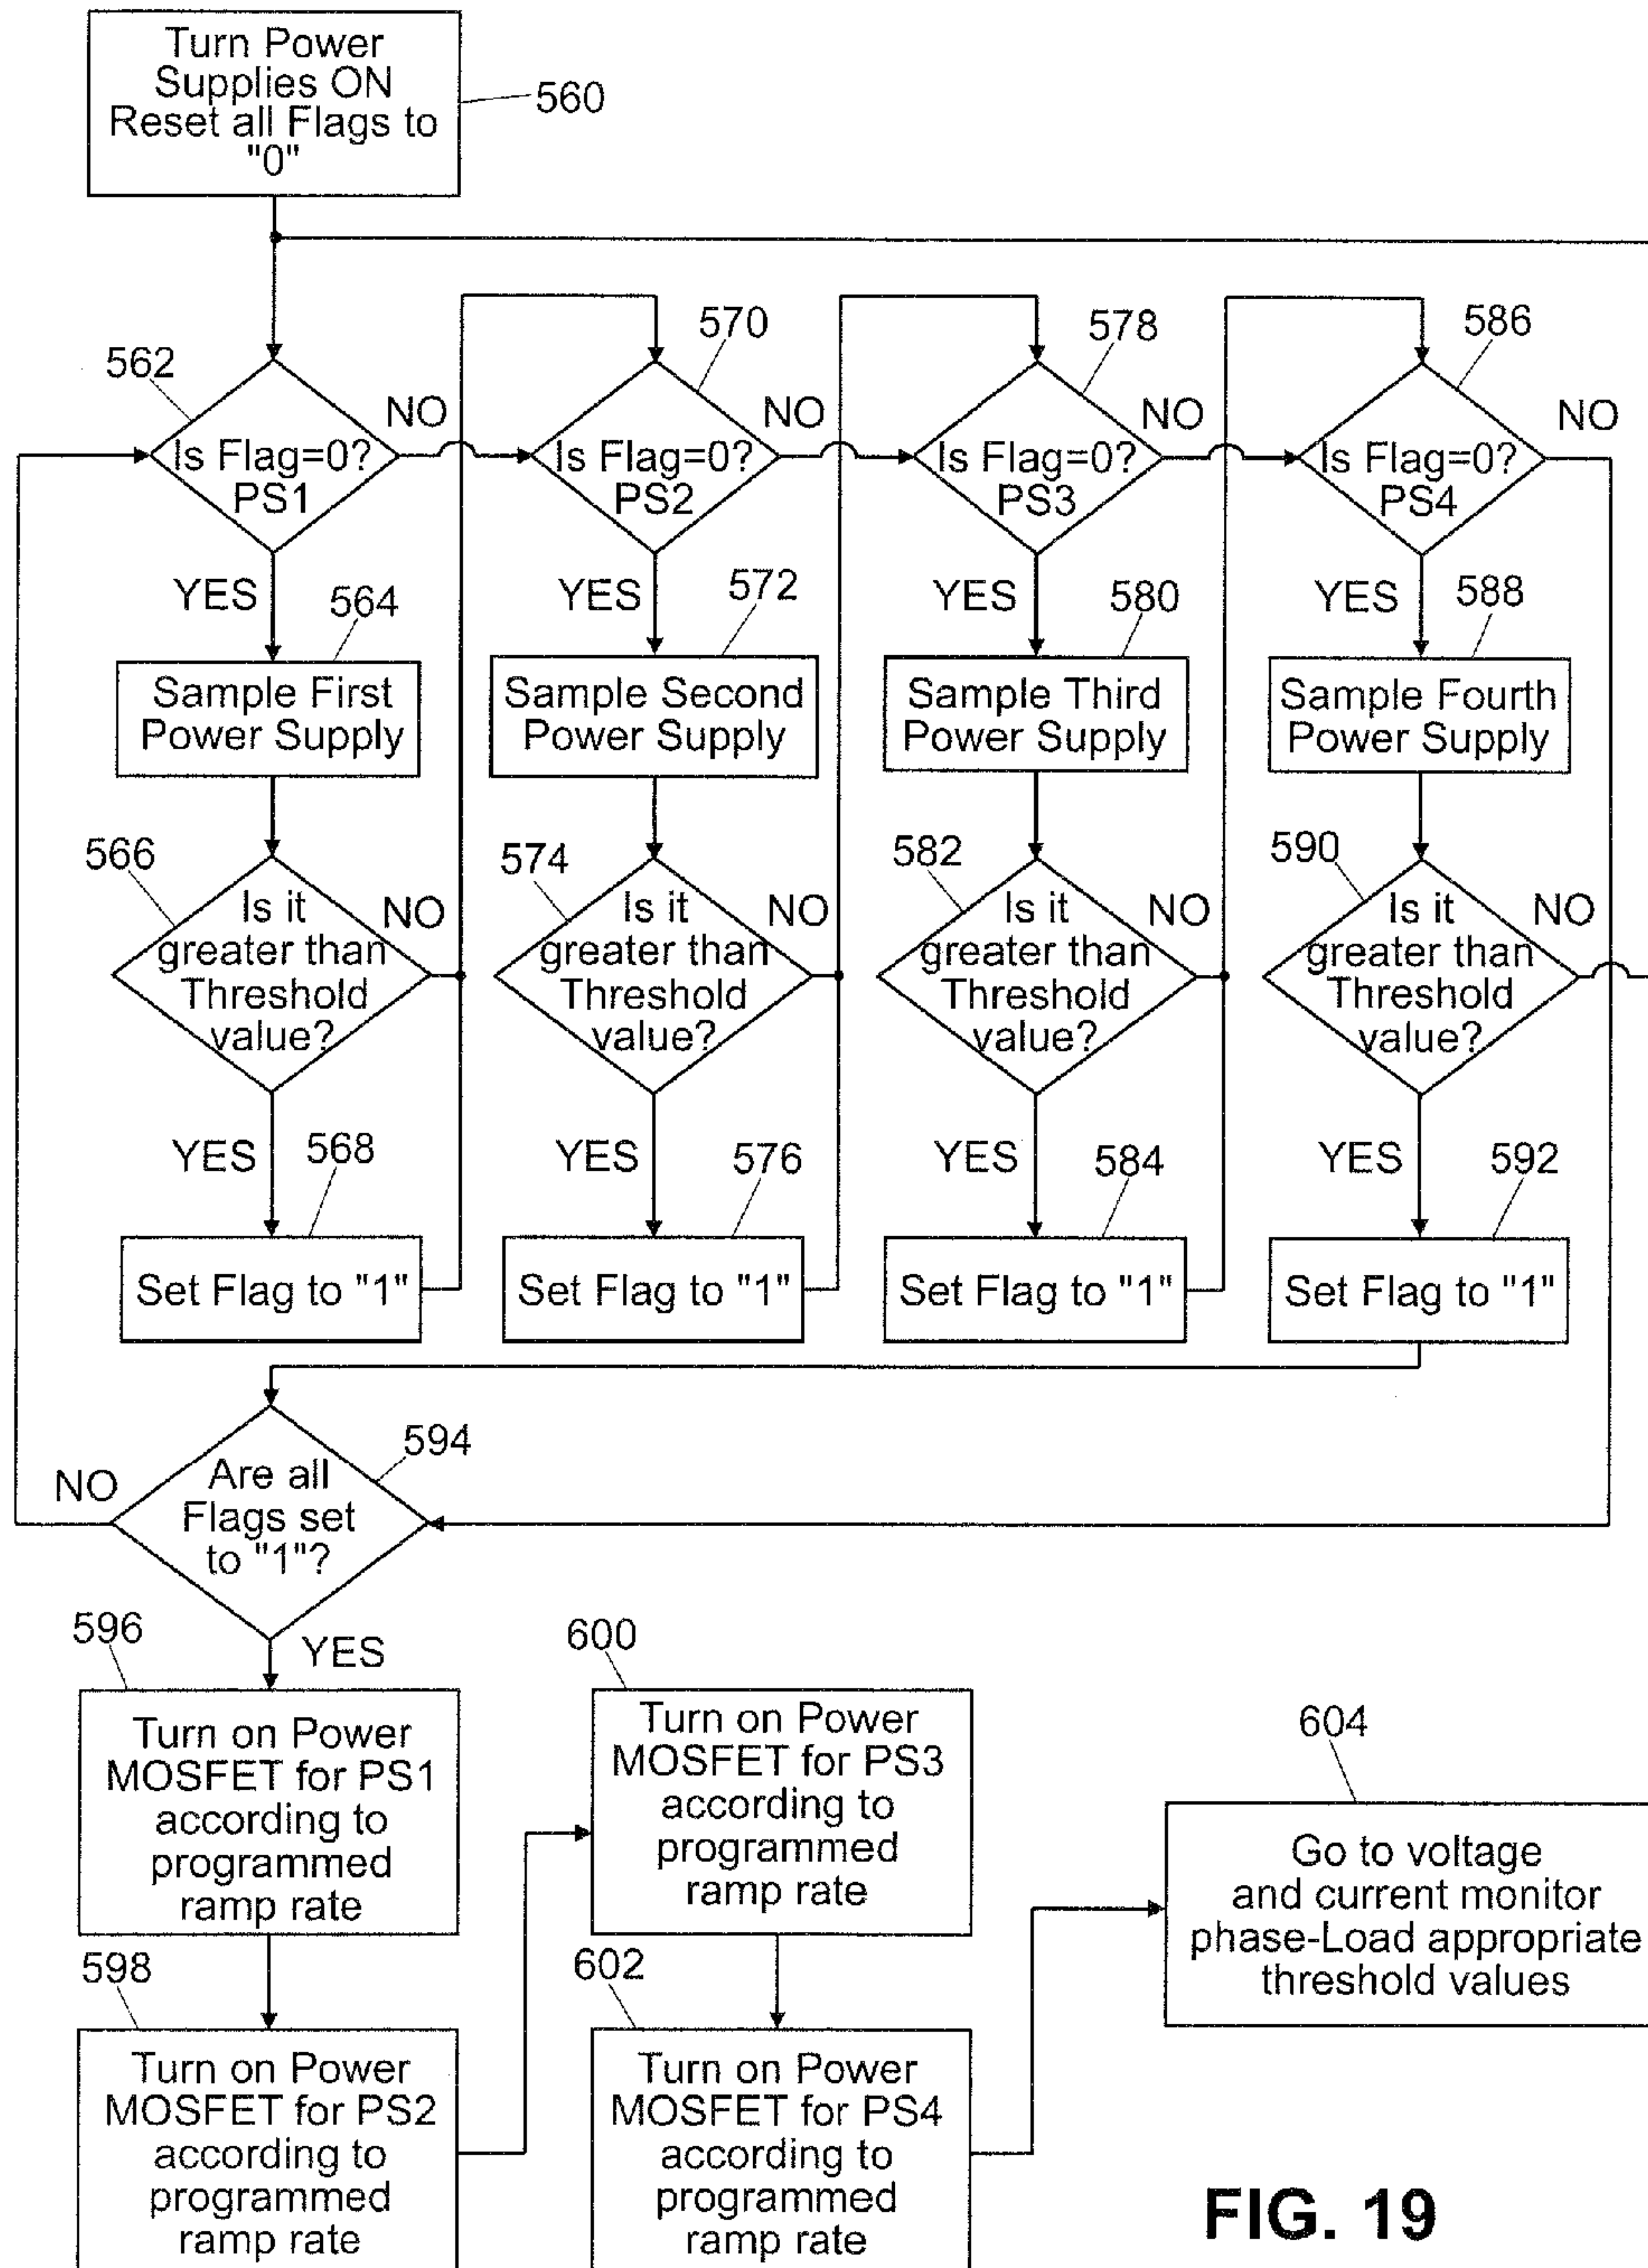 Turn Power
Supplies ON
Reset all Flags to
"0"
560
562
Is Flag=0?
PS1
NO
570
Is Flag=0?
PS2
NO
578
Is Flag=0?
PS3
NO
586
Is Flag=0?
PS4
NO
YES
564
YES
572
YES
580
YES
588
Sample First
Power Supply
Sample Second
Power Supply
Sample Third
Power Supply
Sample Fourth
Power Supply
566
Is it
greater than
Threshold
value?
NO
574
Is it
greater than
Threshold
value?
NO
582
Is it
greater than
Threshold
value?
NO
590
Is it
greater than
Threshold
value?
NO
YES
568
YES
576
YES
584
YES
592
Set Flag to "1"
Set Flag to "1"
Set Flag to "1"
Set Flag to "1"
594
NO
Are all
Flags set
to "1"?
YES
596
Turn on Power
MOSFET for PS1
according to
programmed
ramp rate
598
Turn on Power
MOSFET for PS2
according to
programmed
ramp rate
600
Turn on Power
MOSFET for PS3
according to
programmed
ramp rate
602
Turn on Power
MOSFET for PS4
according to
programmed
ramp rate
604
Go to voltage
and current monitor
phase-Load appropriate
threshold values
FIG. 19